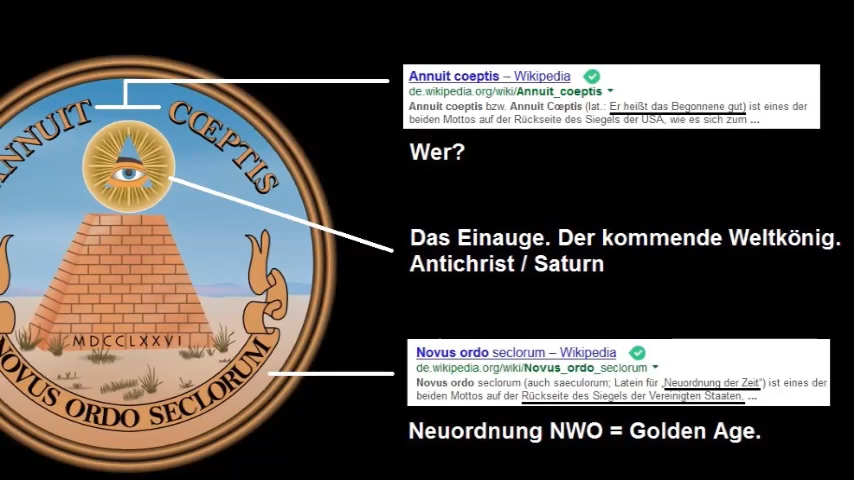 ANNUIT CŒPTIS
MDCCLXXVI
NOVUS ORDO SECLORUM
Annuit coeptis – Wikipedia
de.wikipedia.org/wiki/Annuit_coeptis
Annuit coeptis bzw. Annuit Cœptis (lat.: Er heißt das Begonnene gut) ist eines der
beiden Mottos auf der Rückseite des Siegels der USA, wie es sich zum ...
Wer?
Das Einauge. Der kommende Weltkönig.
Antichrist / Saturn
Novus ordo seclorum – Wikipedia
de.wikipedia.org/wiki/Novus_ordo_seclorum
Novus ordo seclorum (auch saeculorum; Latein für „Neuordnung der Zeit“) ist eines der
beiden Mottos auf der Rückseite des Siegels der Vereinigten Staaten. ...
Neuordnung NWO = Golden Age.